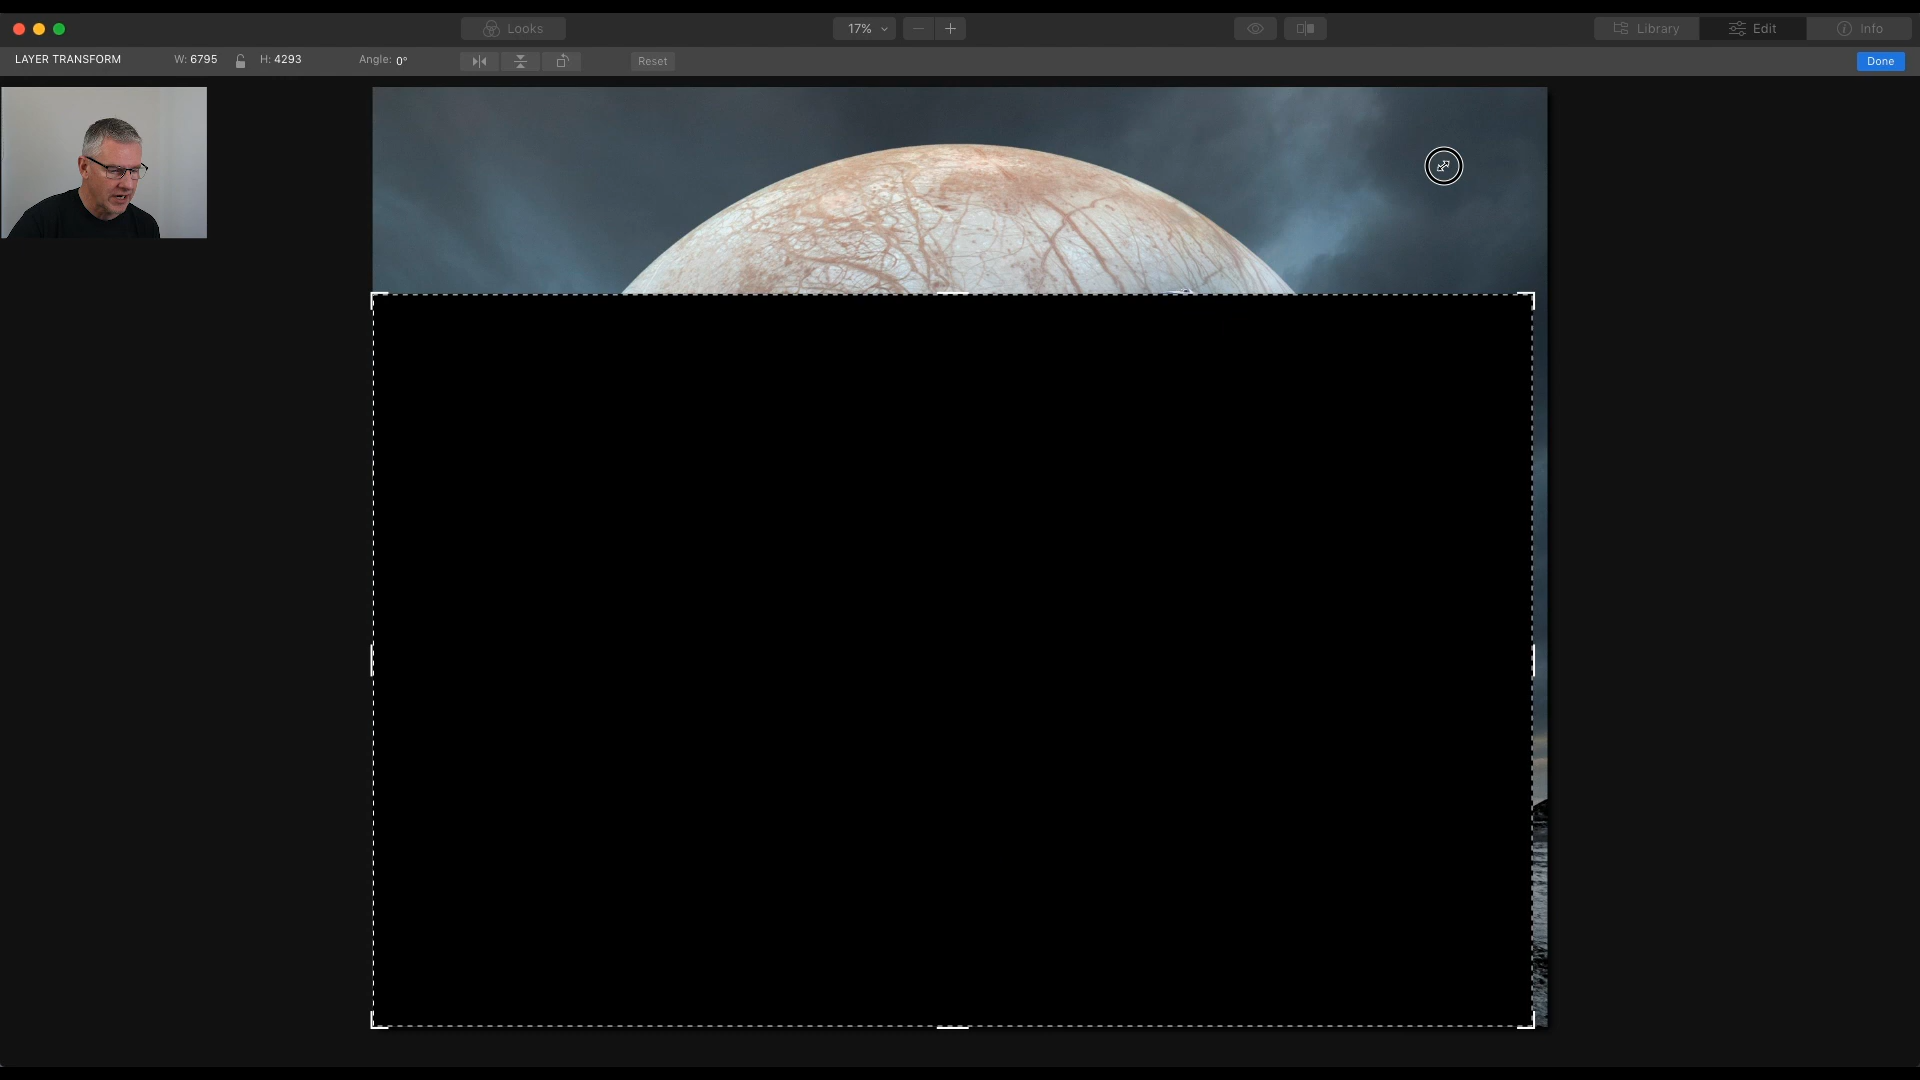 Looks
17%
Library
Edit
Info
LAYER TRANSFORM
W: 6795
H: 4293
Angle: 0°
Reset
Done